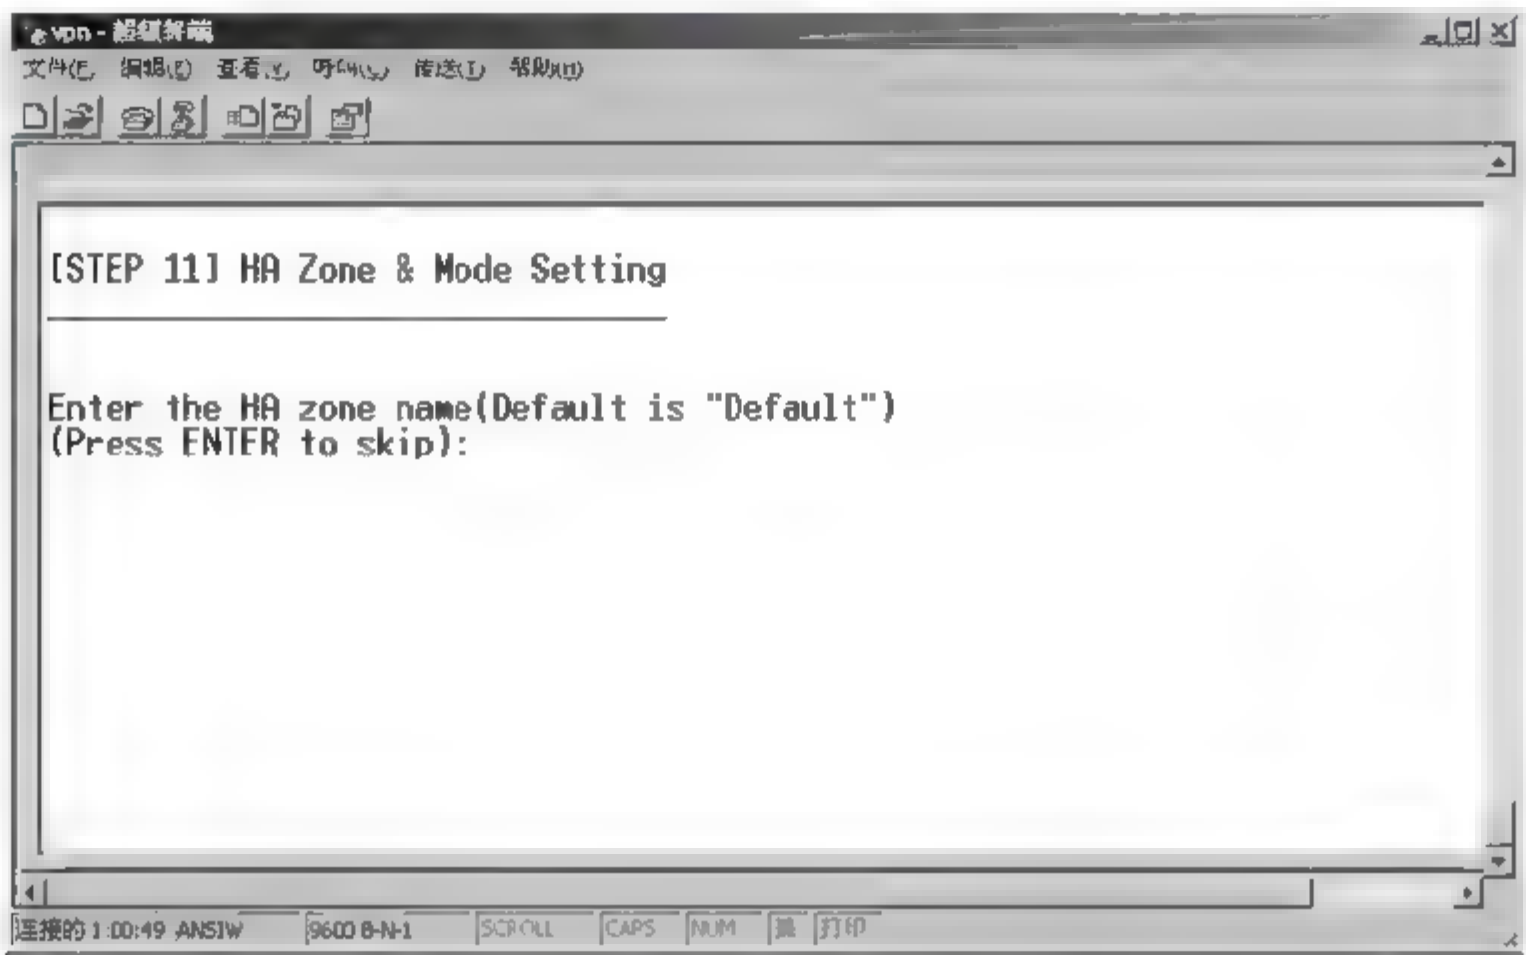 vpn - 超级终端
文件(F) 编辑(E) 查看(V) 呼叫(C) 传送(T) 帮助(H)
[STEP 11] HA Zone & Mode Setting
Enter the HA zone name(Default is "Default")
(Press ENTER to skip):
连接的 1:00:49 ANSIW 9600 8-N-1 SCROLL CAPS NUM 打印